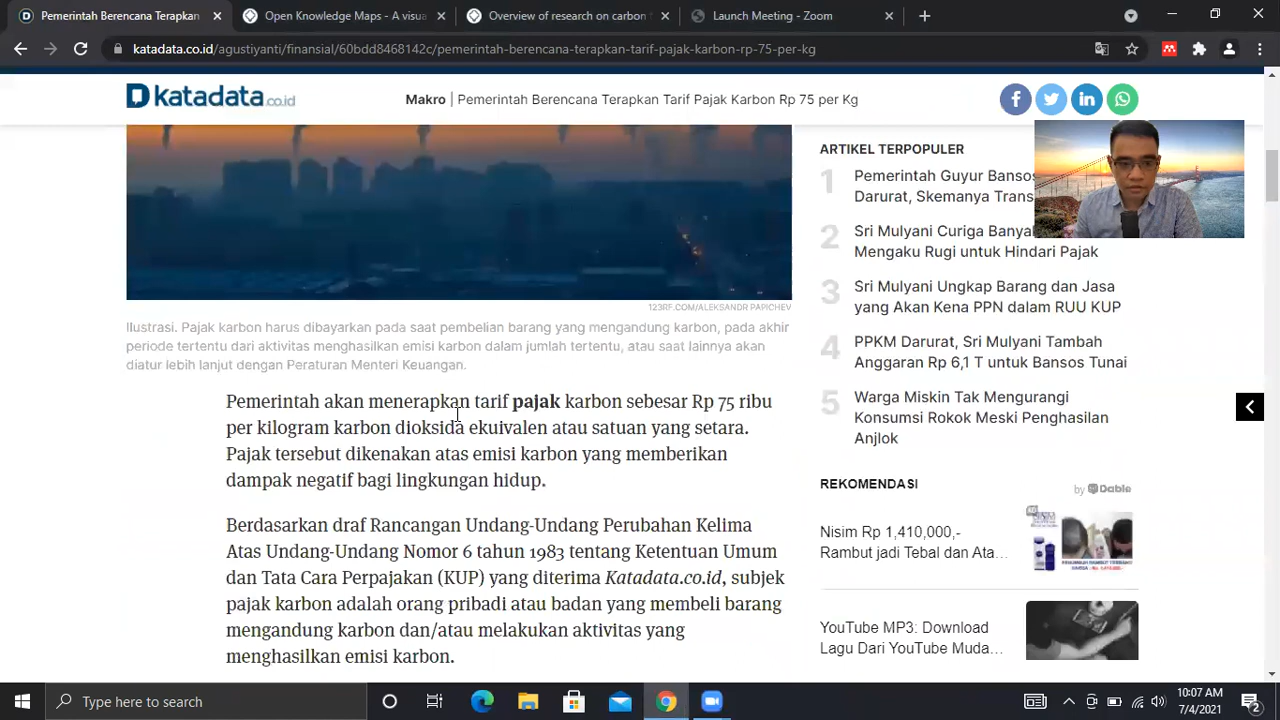 Pemerintah Berencana Terapkan
Open Knowledge Maps - A visua
Overview of research on carbon t
Launch Meeting - Zoom
katadata.co.id/agustiyanti/finansial/60bdd8468142c/pemerintah-berencana-terapkan-tarif-pajak-karbon-rp-75-per-kg
katadata.co.id
Makro | Pemerintah Berencana Terapkan Tarif Pajak Karbon Rp 75 per Kg
123RF.COM/ALEKSANDR PAPICHEV
Ilustrasi. Pajak karbon harus dibayarkan pada saat pembelian barang yang mengandung karbon, pada akhir
periode tertentu dari aktivitas menghasilkan emisi karbon dalam jumlah tertentu, atau saat lainnya akan
diatur lebih lanjut dengan Peraturan Menteri Keuangan.
Pemerintah akan menerapkan tarif pajak karbon sebesar Rp 75 ribu
per kilogram karbon dioksida ekuivalen atau satuan yang setara.
Pajak tersebut dikenakan atas emisi karbon yang memberikan
dampak negatif bagi lingkungan hidup.
Berdasarkan draf Rancangan Undang-Undang Perubahan Kelima
Atas Undang-Undang Nomor 6 tahun 1983 tentang Ketentuan Umum
dan Tata Cara Perpajakan (KUP) yang diterima Katadata.co.id, subjek
pajak karbon adalah orang pribadi atau badan yang membeli barang
mengandung karbon dan/atau melakukan aktivitas yang
menghasilkan emisi karbon.
ARTIKEL TERPOPULER
1 Pemerintah Guyur Bansos
Darurat, Skemanya Trans
2 Sri Mulyani Curiga Banya
Mengaku Rugi untuk Hindari Pajak
3 Sri Mulyani Ungkap Barang dan Jasa
yang Akan Kena PPN dalam RUU KUP
4 PPKM Darurat, Sri Mulyani Tambah
Anggaran Rp 6,1 T untuk Bansos Tunai
5 Warga Miskin Tak Mengurangi
Konsumsi Rokok Meski Penghasilan
Anjlok
REKOMENDASI
by Dable
Nisim Rp 1,410,000,-
Rambut jadi Tebal dan Ata...
AD
YouTube MP3: Download
Lagu Dari YouTube Muda...
Type here to search
10:07 AM
7/4/2021
2